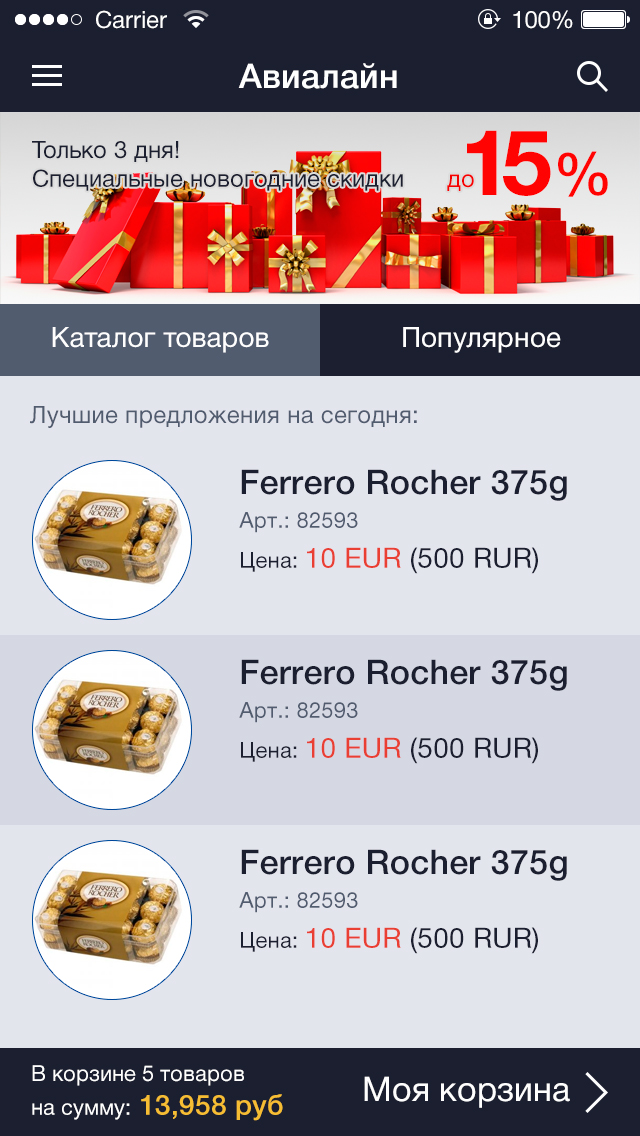 Carrier 100%
Авиалайн
Только 3 дня!
Специальные новогодние скидки
до 15%
Каталог товаров Популярное
Лучшие предложения на сегодня:
Ferrero Rocher 375g
Арт.: 82593
Цена: 10 EUR (500 RUR)
FERRERO
ROCHER
Ferrero Rocher 375g
Арт.: 82593
Цена: 10 EUR (500 RUR)
FERRERO
ROCHER
Ferrero Rocher 375g
Арт.: 82593
Цена: 10 EUR (500 RUR)
FERRERO
ROCHER
В корзине 5 товаров
на сумму: 13,958 руб
Моя корзина